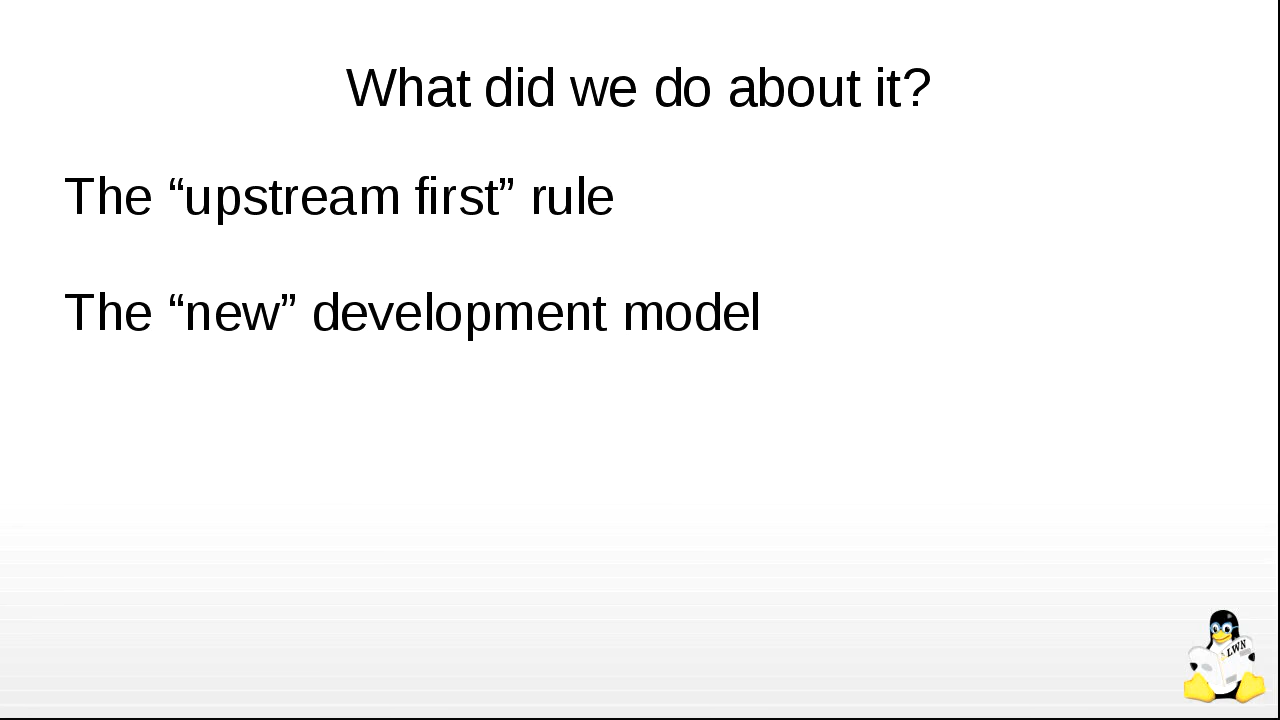 What did we do about it?
The “upstream first” rule
The “new” development model
LWN